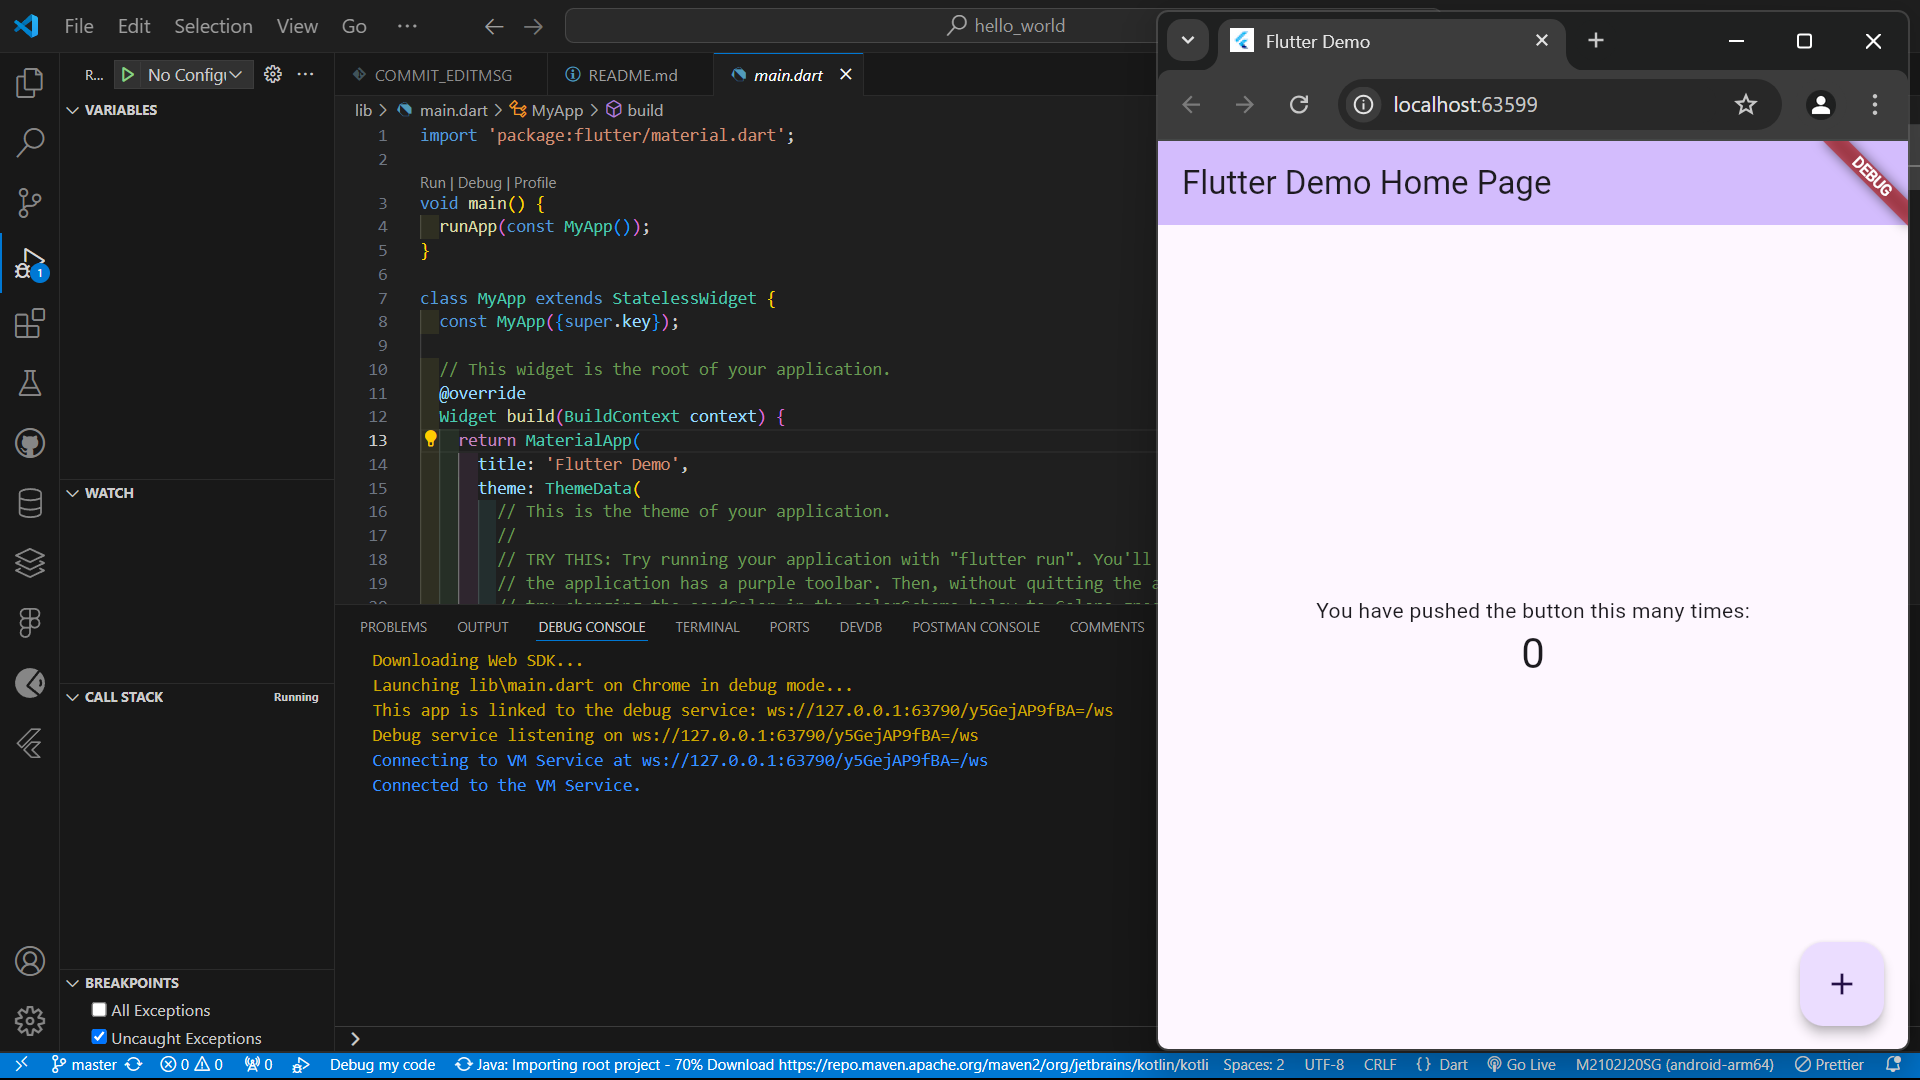 File Edit Selection View Go ··· hello_world
R... No Configu
VARIABLES
WATCH
CALL STACK Running
BREAKPOINTS
All Exceptions
Uncaught Exceptions
COMMIT_EDITMSG README.md main.dart
lib > main.dart > MyApp > build
1 import 'package:flutter/material.dart';
2
Run | Debug | Profile
3 void main() {
4 runApp(const MyApp());
5 }
6
7 class MyApp extends StatelessWidget {
8 const MyApp({super.key});
9
10 // This widget is the root of your application.
11 @override
12 Widget build(BuildContext context) {
13 return MaterialApp(
14 title: 'Flutter Demo',
15 theme: ThemeData(
16 // This is the theme of your application.
17 //
18 // TRY THIS: Try running your application with "flutter run". You'll
19 // the application has a purple toolbar. Then, without quitting the a
PROBLEMS OUTPUT DEBUG CONSOLE TERMINAL PORTS DEVDB POSTMAN CONSOLE COMMENTS
Downloading Web SDK...
Launching lib\main.dart on Chrome in debug mode...
This app is linked to the debug service: ws://127.0.0.1:63790/y5GejAP9fBA=/ws
Debug service listening on ws://127.0.0.1:63790/y5GejAP9fBA=/ws
Connecting to VM Service at ws://127.0.0.1:63790/y5GejAP9fBA=/ws
Connected to the VM Service.
>
Flutter Demo
localhost:63599
Flutter Demo Home Page
DEBUG
You have pushed the button this many times:
0
+
1
master 0 0 0 Debug my code Java: Importing root project - 70% Download https://repo.maven.apache.org/maven2/org/jetbrains/kotlin/kotli Spaces: 2 UTF-8 CRLF {} Dart Go Live M2102J20SG (android-arm64) Prettier